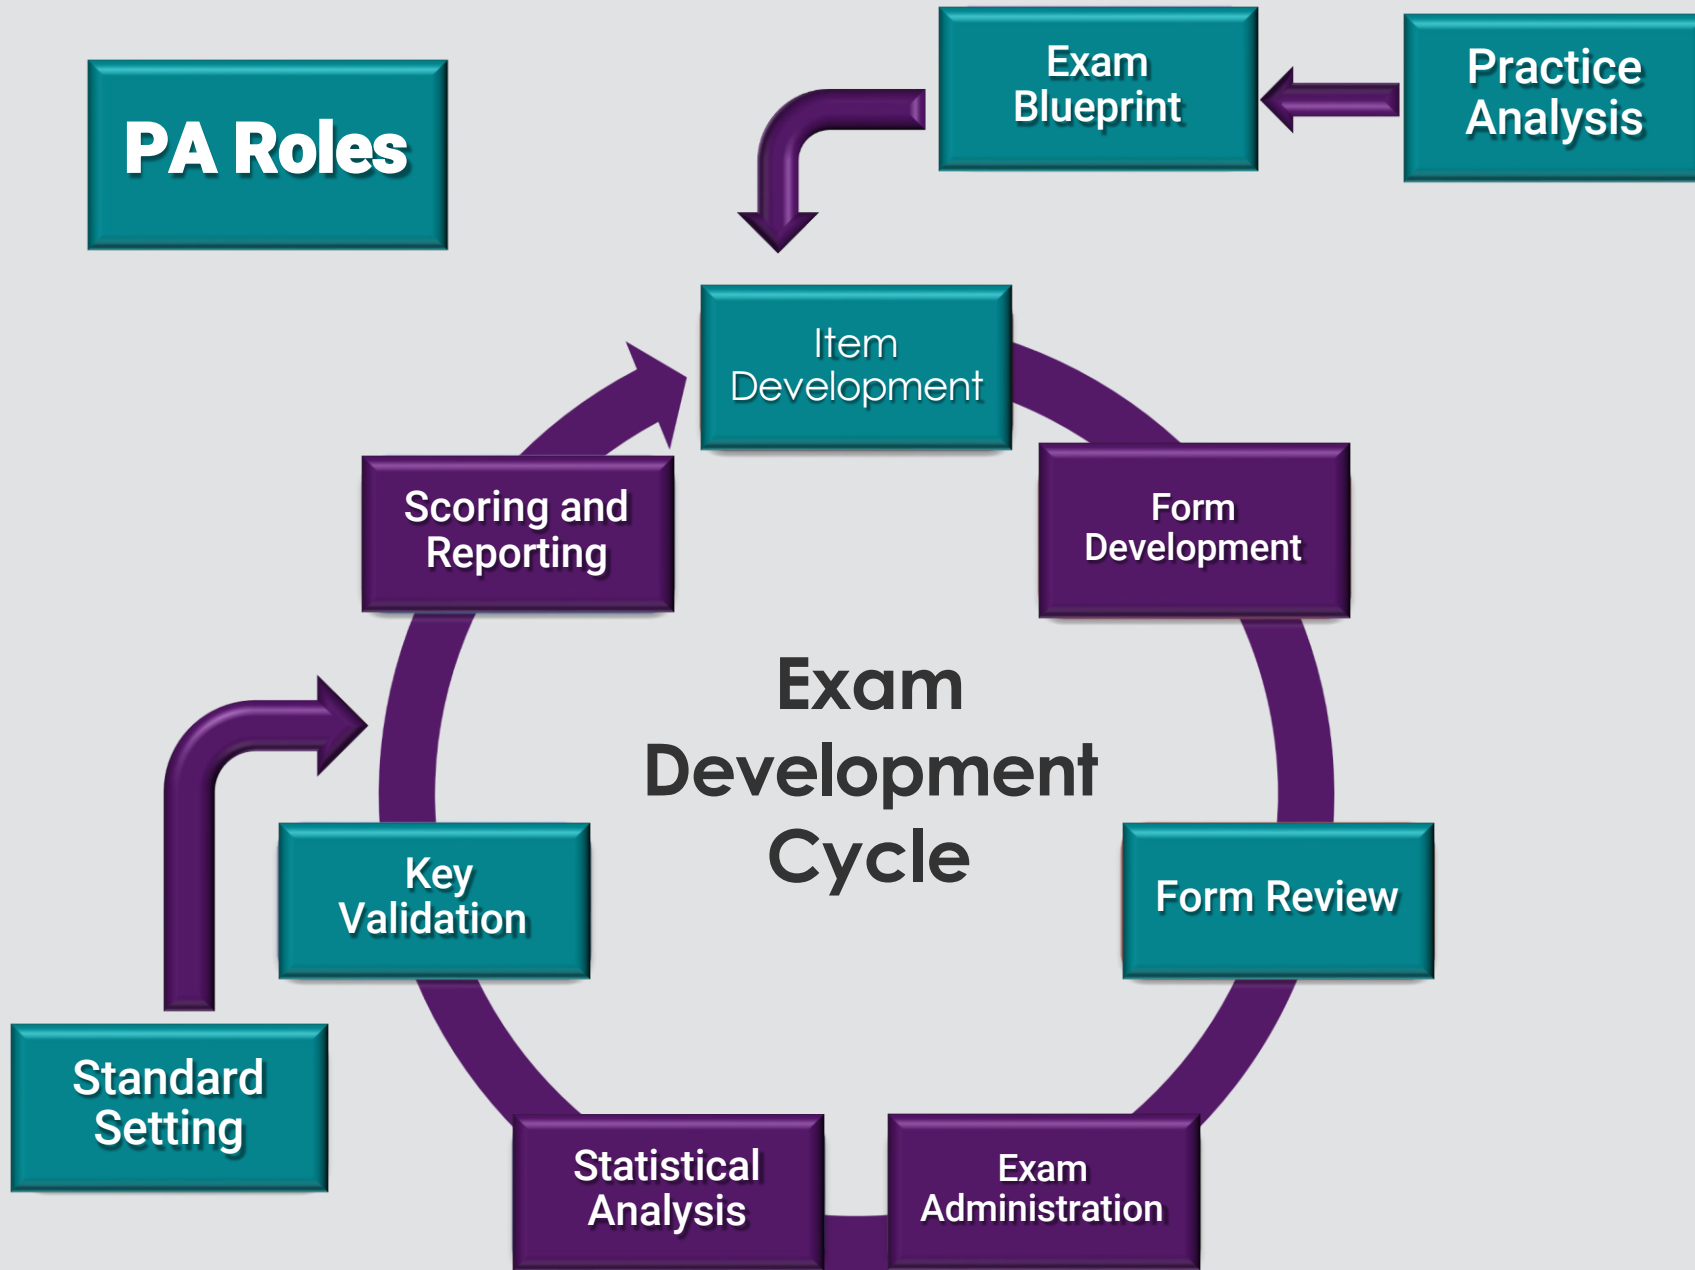 PA Roles
Exam
Blueprint
Practice
Analysis
Item
Development
Scoring and
Reporting
Form
Development
Exam
Development
Cycle
Key
Validation
Form Review
Standard
Setting
Statistical
Analysis
Exam
Administration